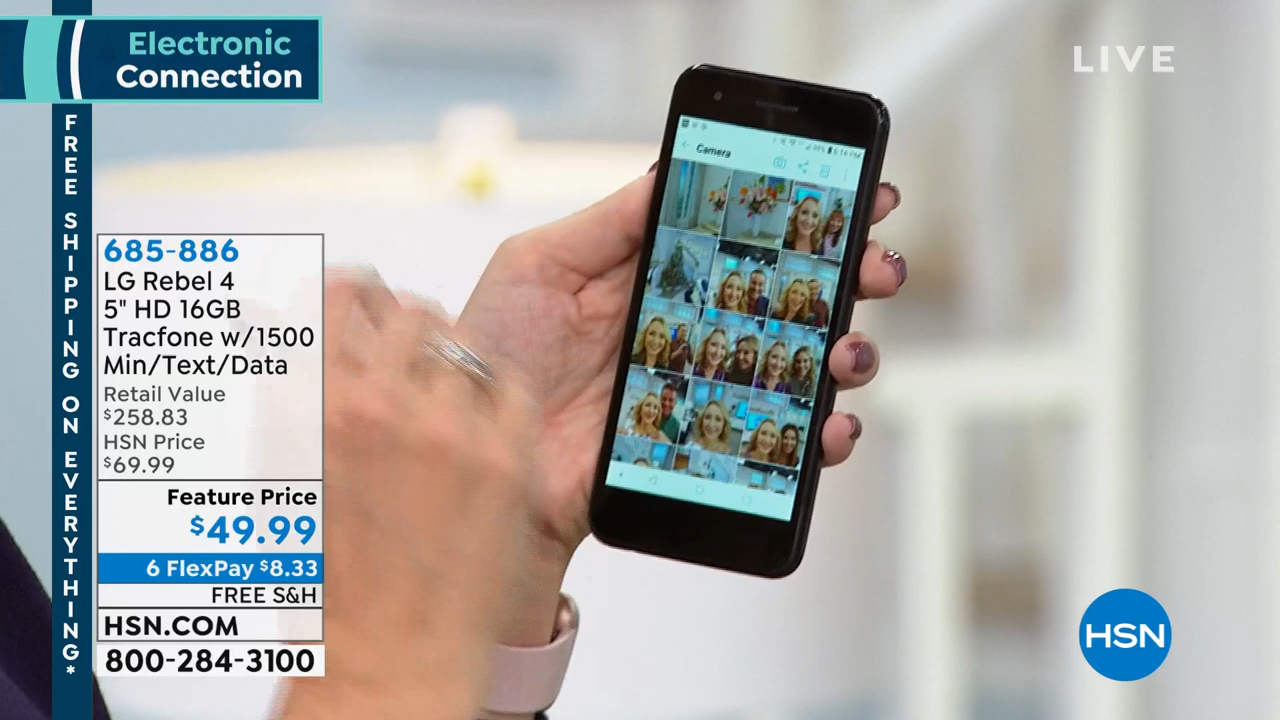 Electronic
Connection
LIVE
FREE SHIPPING ON EVERYTHING*
685-886
LG Rebel 4
5" HD 16GB
Tracfone w/1500
Min/Text/Data
Retail Value
$258.83
HSN Price
$69.99
Feature Price
$49.99
6 FlexPay $8.33
FREE S&H
HSN.COM
800-284-3100
Camera
HSN